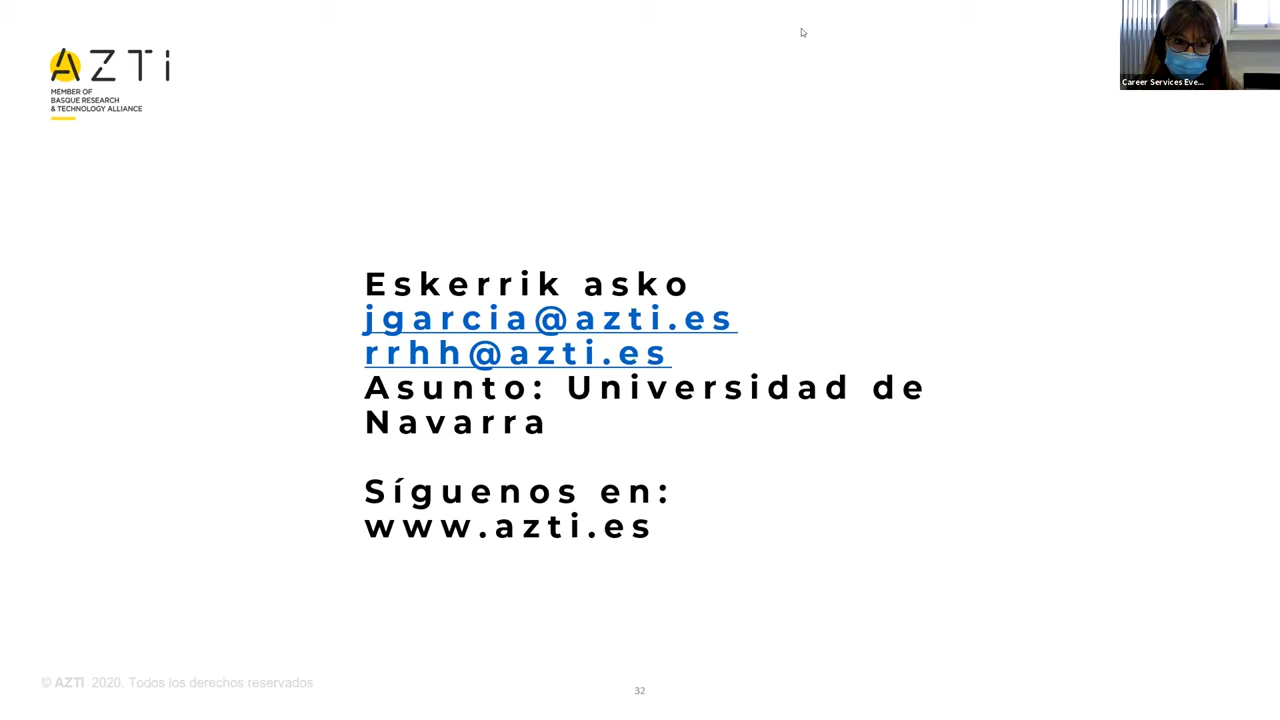 AZTi
MEMBER OF
BASQUE RESEARCH
& TECHNOLOGY ALLIANCE
Career Services Eve...
Eskerrik asko
jgarcia@azti.es
rrhh@azti.es
Asunto: Universidad de
Navarra
Síguenos en:
www.azti.es
© AZTI 2020. Todos los derechos reservados
32